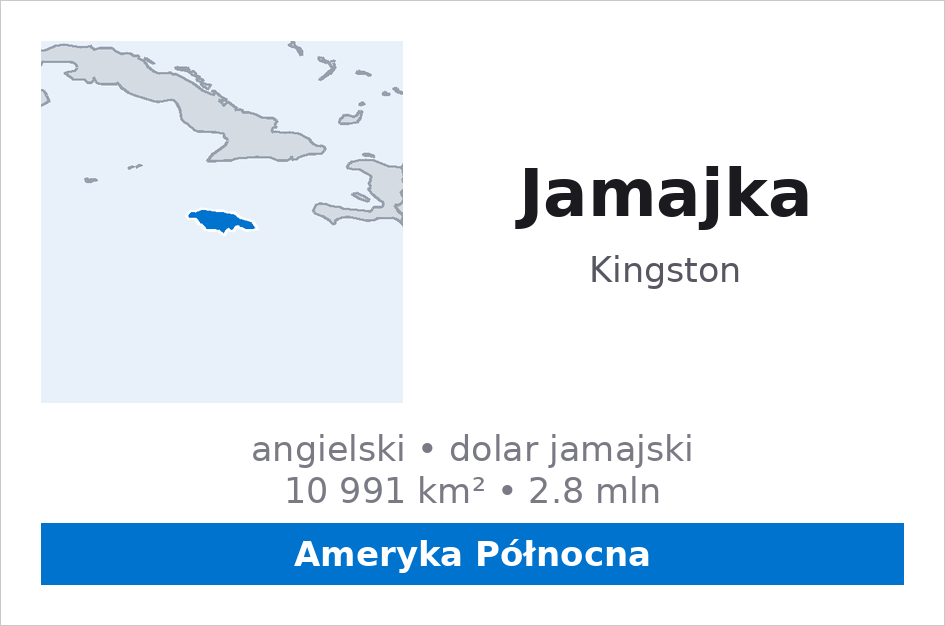 Jamajka
Kingston
angielski • dolar jamajski
10 991 km² • 2.8 mln
Ameryka Północna